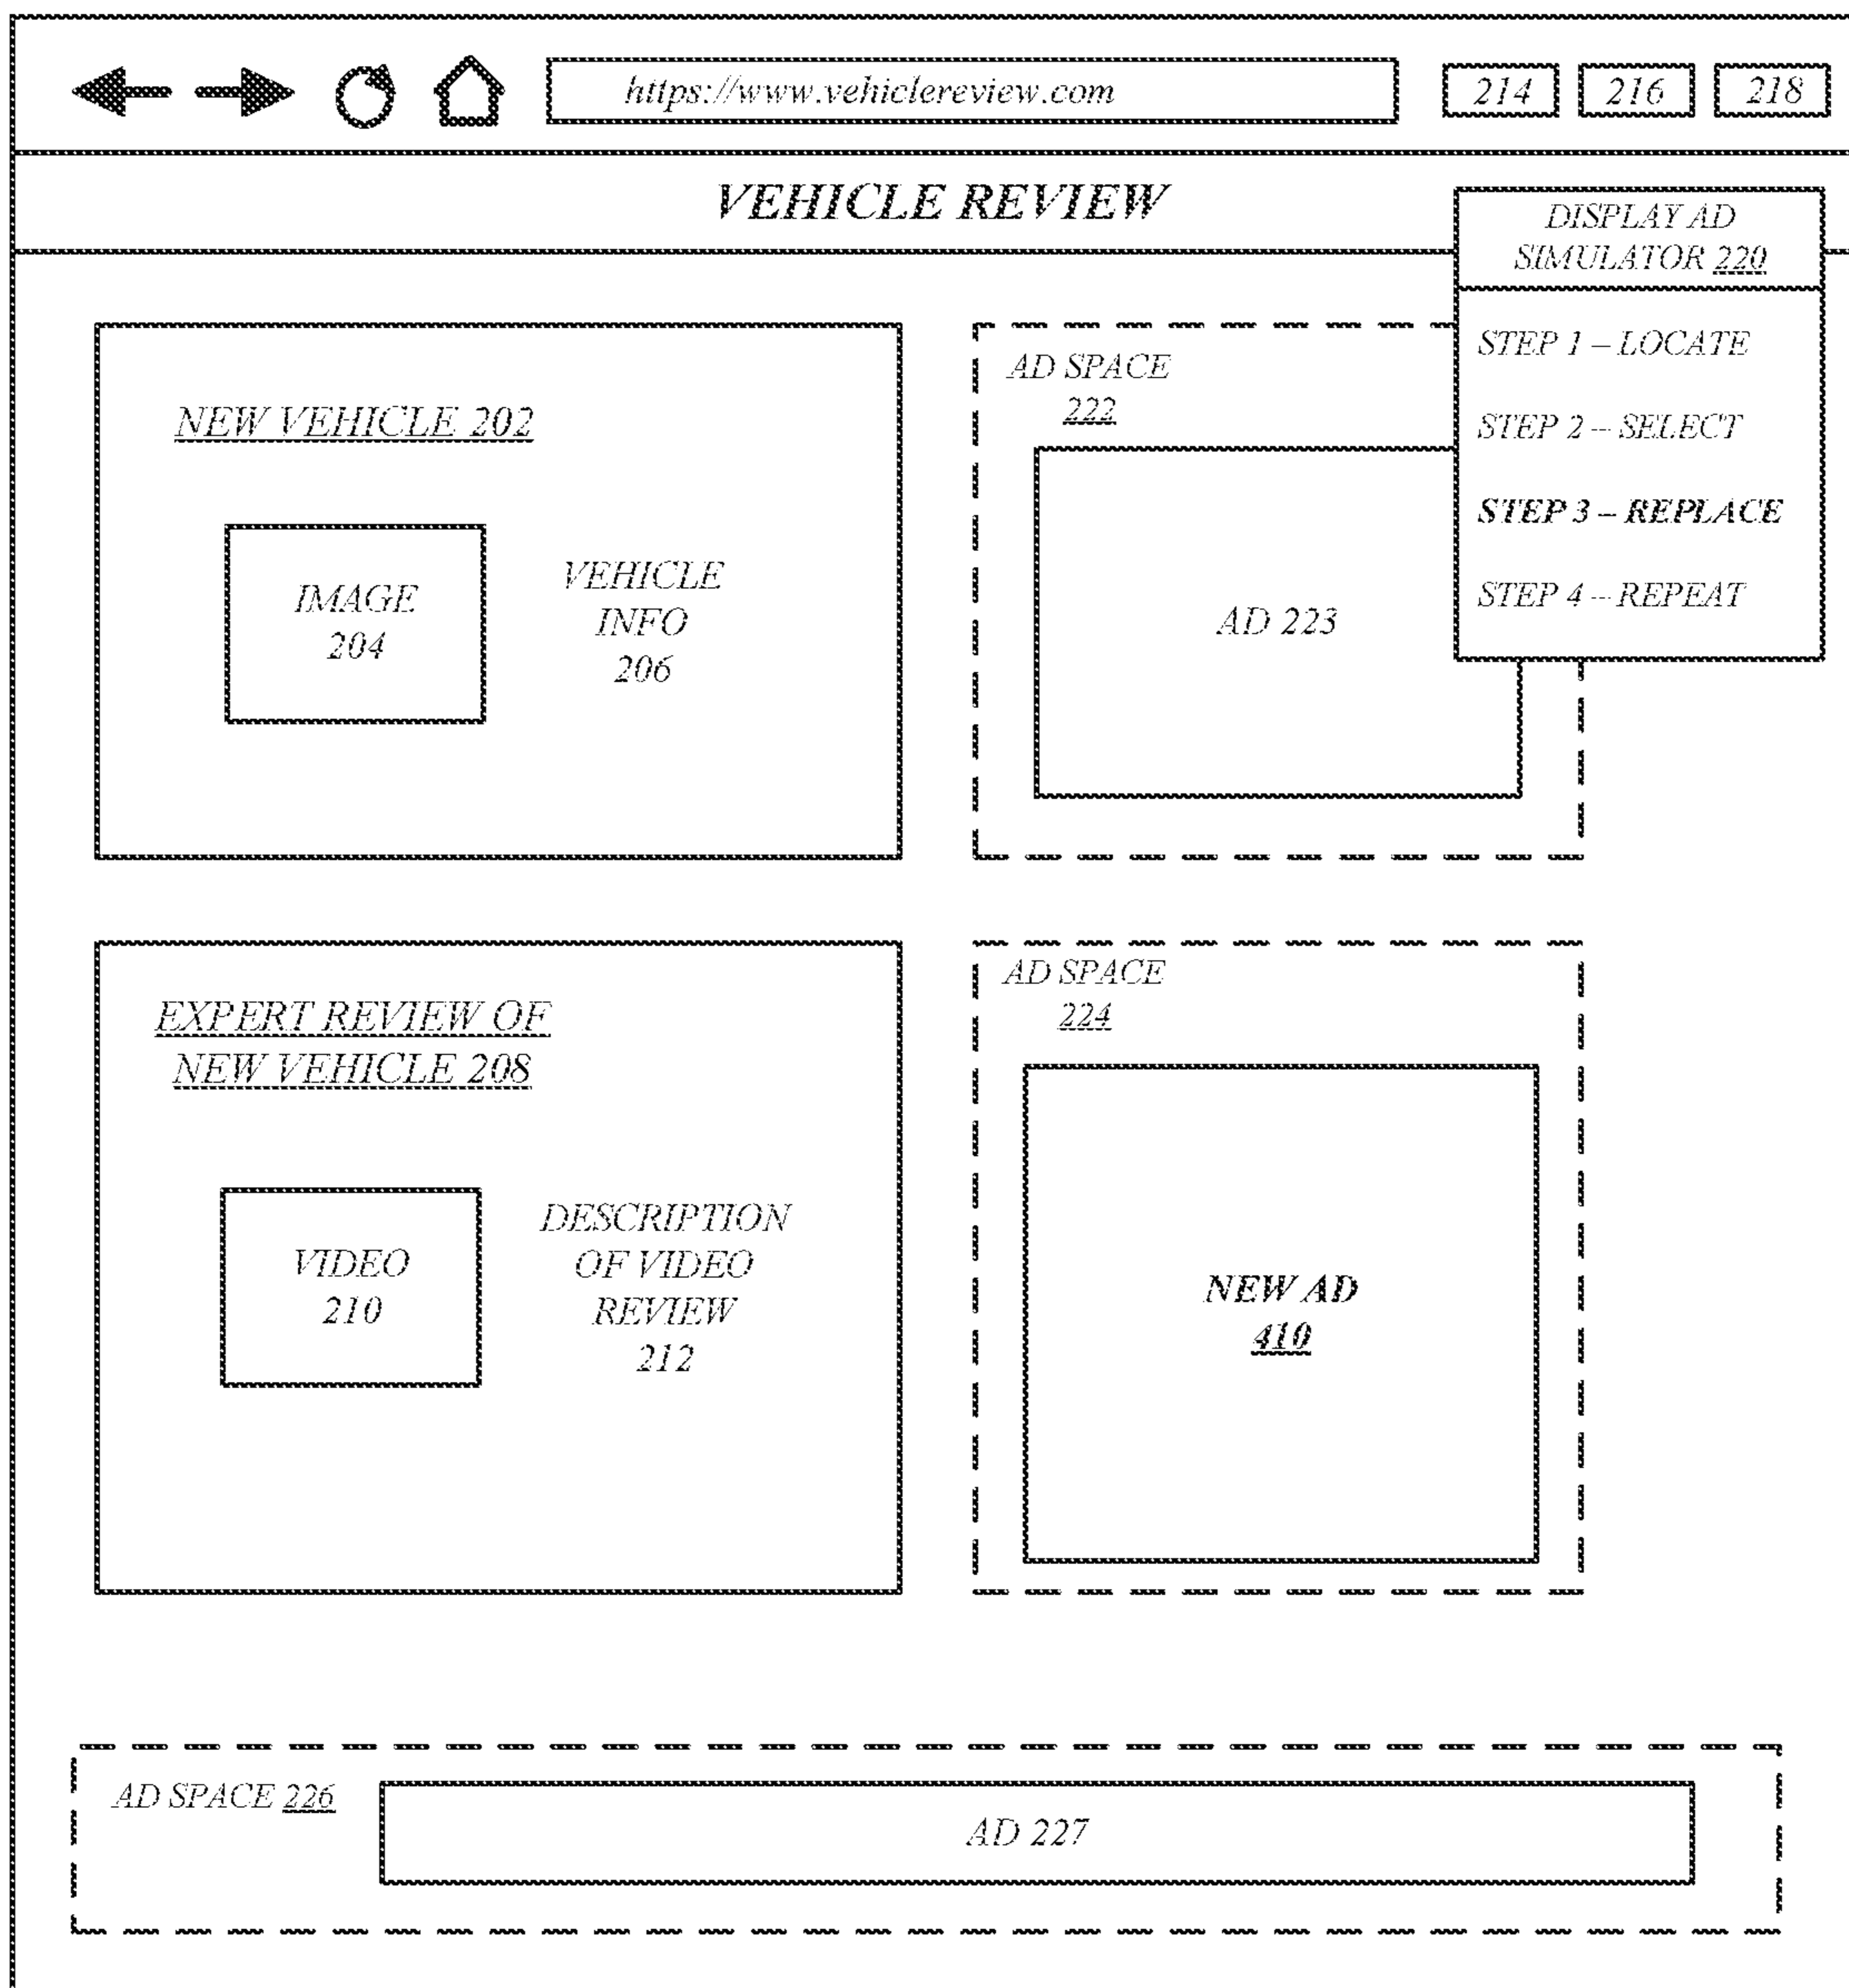 https://www.vehiclereview.com
214
216
218
VEHICLE REVIEW
DISPLAY AD
SIMULATOR 220
STEP 1 – LOCATE
STEP 2 – SELECT
STEP 3 – REPLACE
STEP 4 – REPEAT
NEW VEHICLE 202
IMAGE
204
VEHICLE
INFO
206
AD SPACE
222
AD 223
EXPERT REVIEW OF
NEW VEHICLE 208
VIDEO
210
DESCRIPTION
OF VIDEO
REVIEW
212
AD SPACE
224
NEW AD
410
AD SPACE 226
AD 227